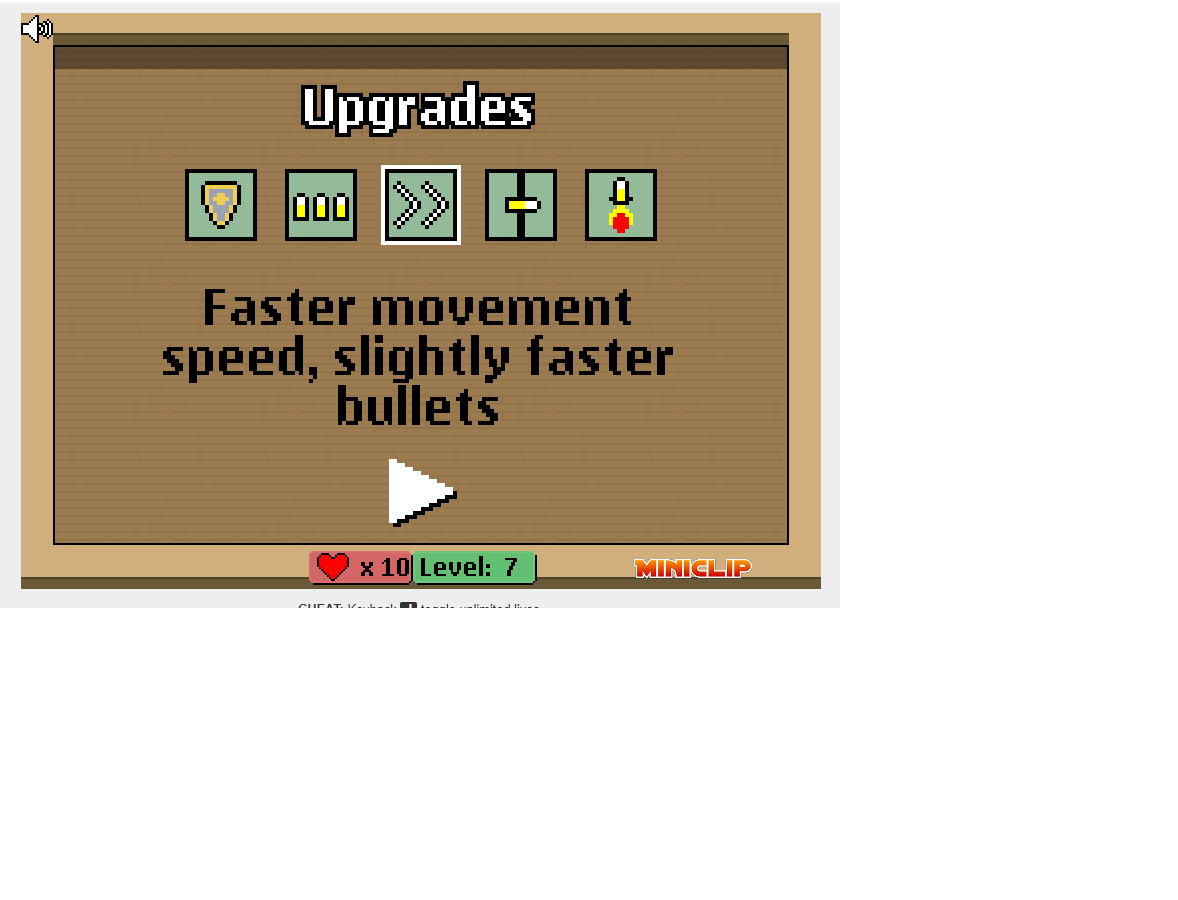 Upgrades
Faster movement
speed, slightly faster
bullets
x 10 Level: 7
MINICLIP